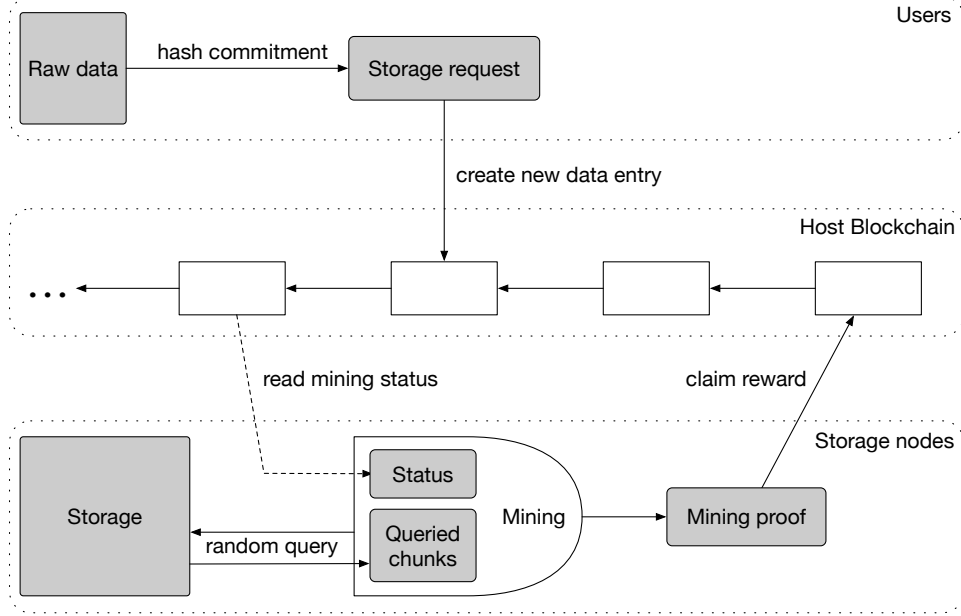 Users
Raw data
hash commitment
Storage request
create new data entry
Host Blockchain
...
read mining status
claim reward
Storage nodes
Storage
random query
Status
Queried
chunks
Mining
Mining proof